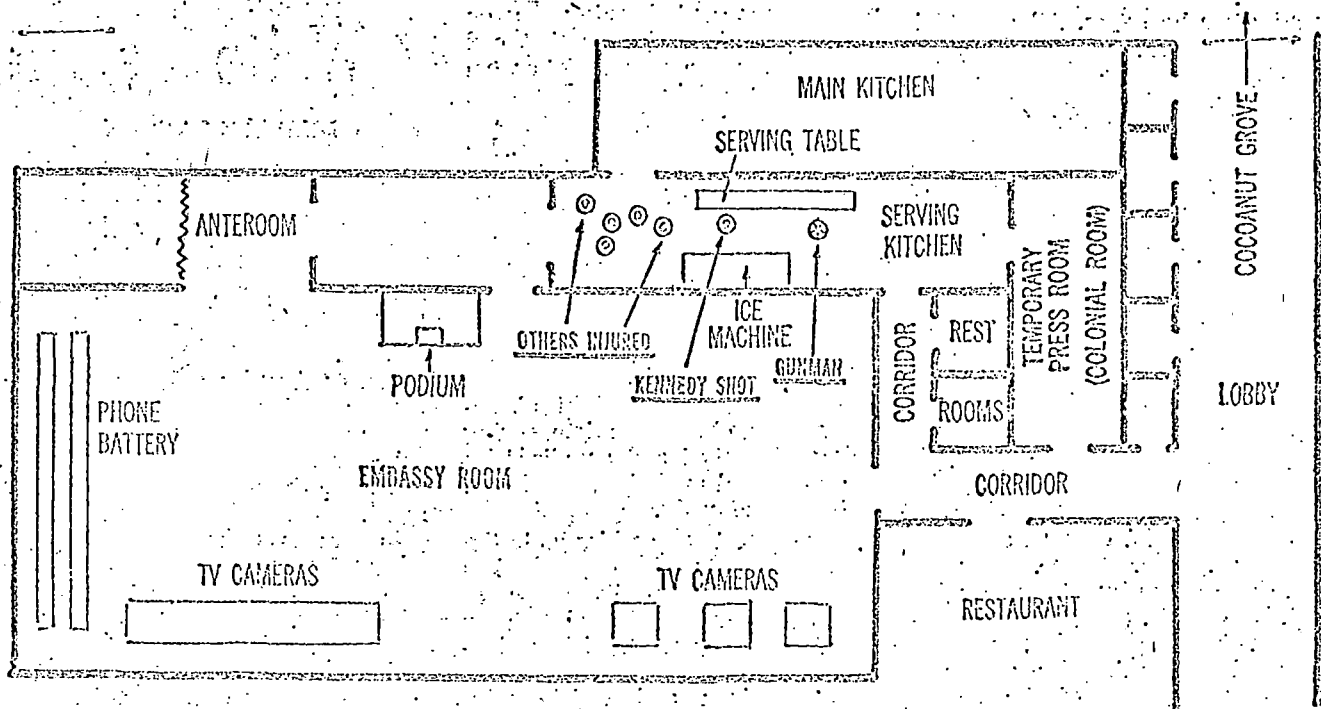 MAIN KITCHEN
SERVING TABLE
COCOANUT GROVE
ANTEROOM
SERVING
KITCHEN
TEMPORARY
PRESS ROOM
(COLONIAL ROOM)
ICE
MACHINE
OTHERS INJURED
KENNEDY SHOT
GUNMAN
CORRIDOR
REST
ROOMS
PODIUM
LOBBY
PHONE
BATTERY
EMBASSY ROOM
CORRIDOR
TV CAMERAS
TV CAMERAS
RESTAURANT